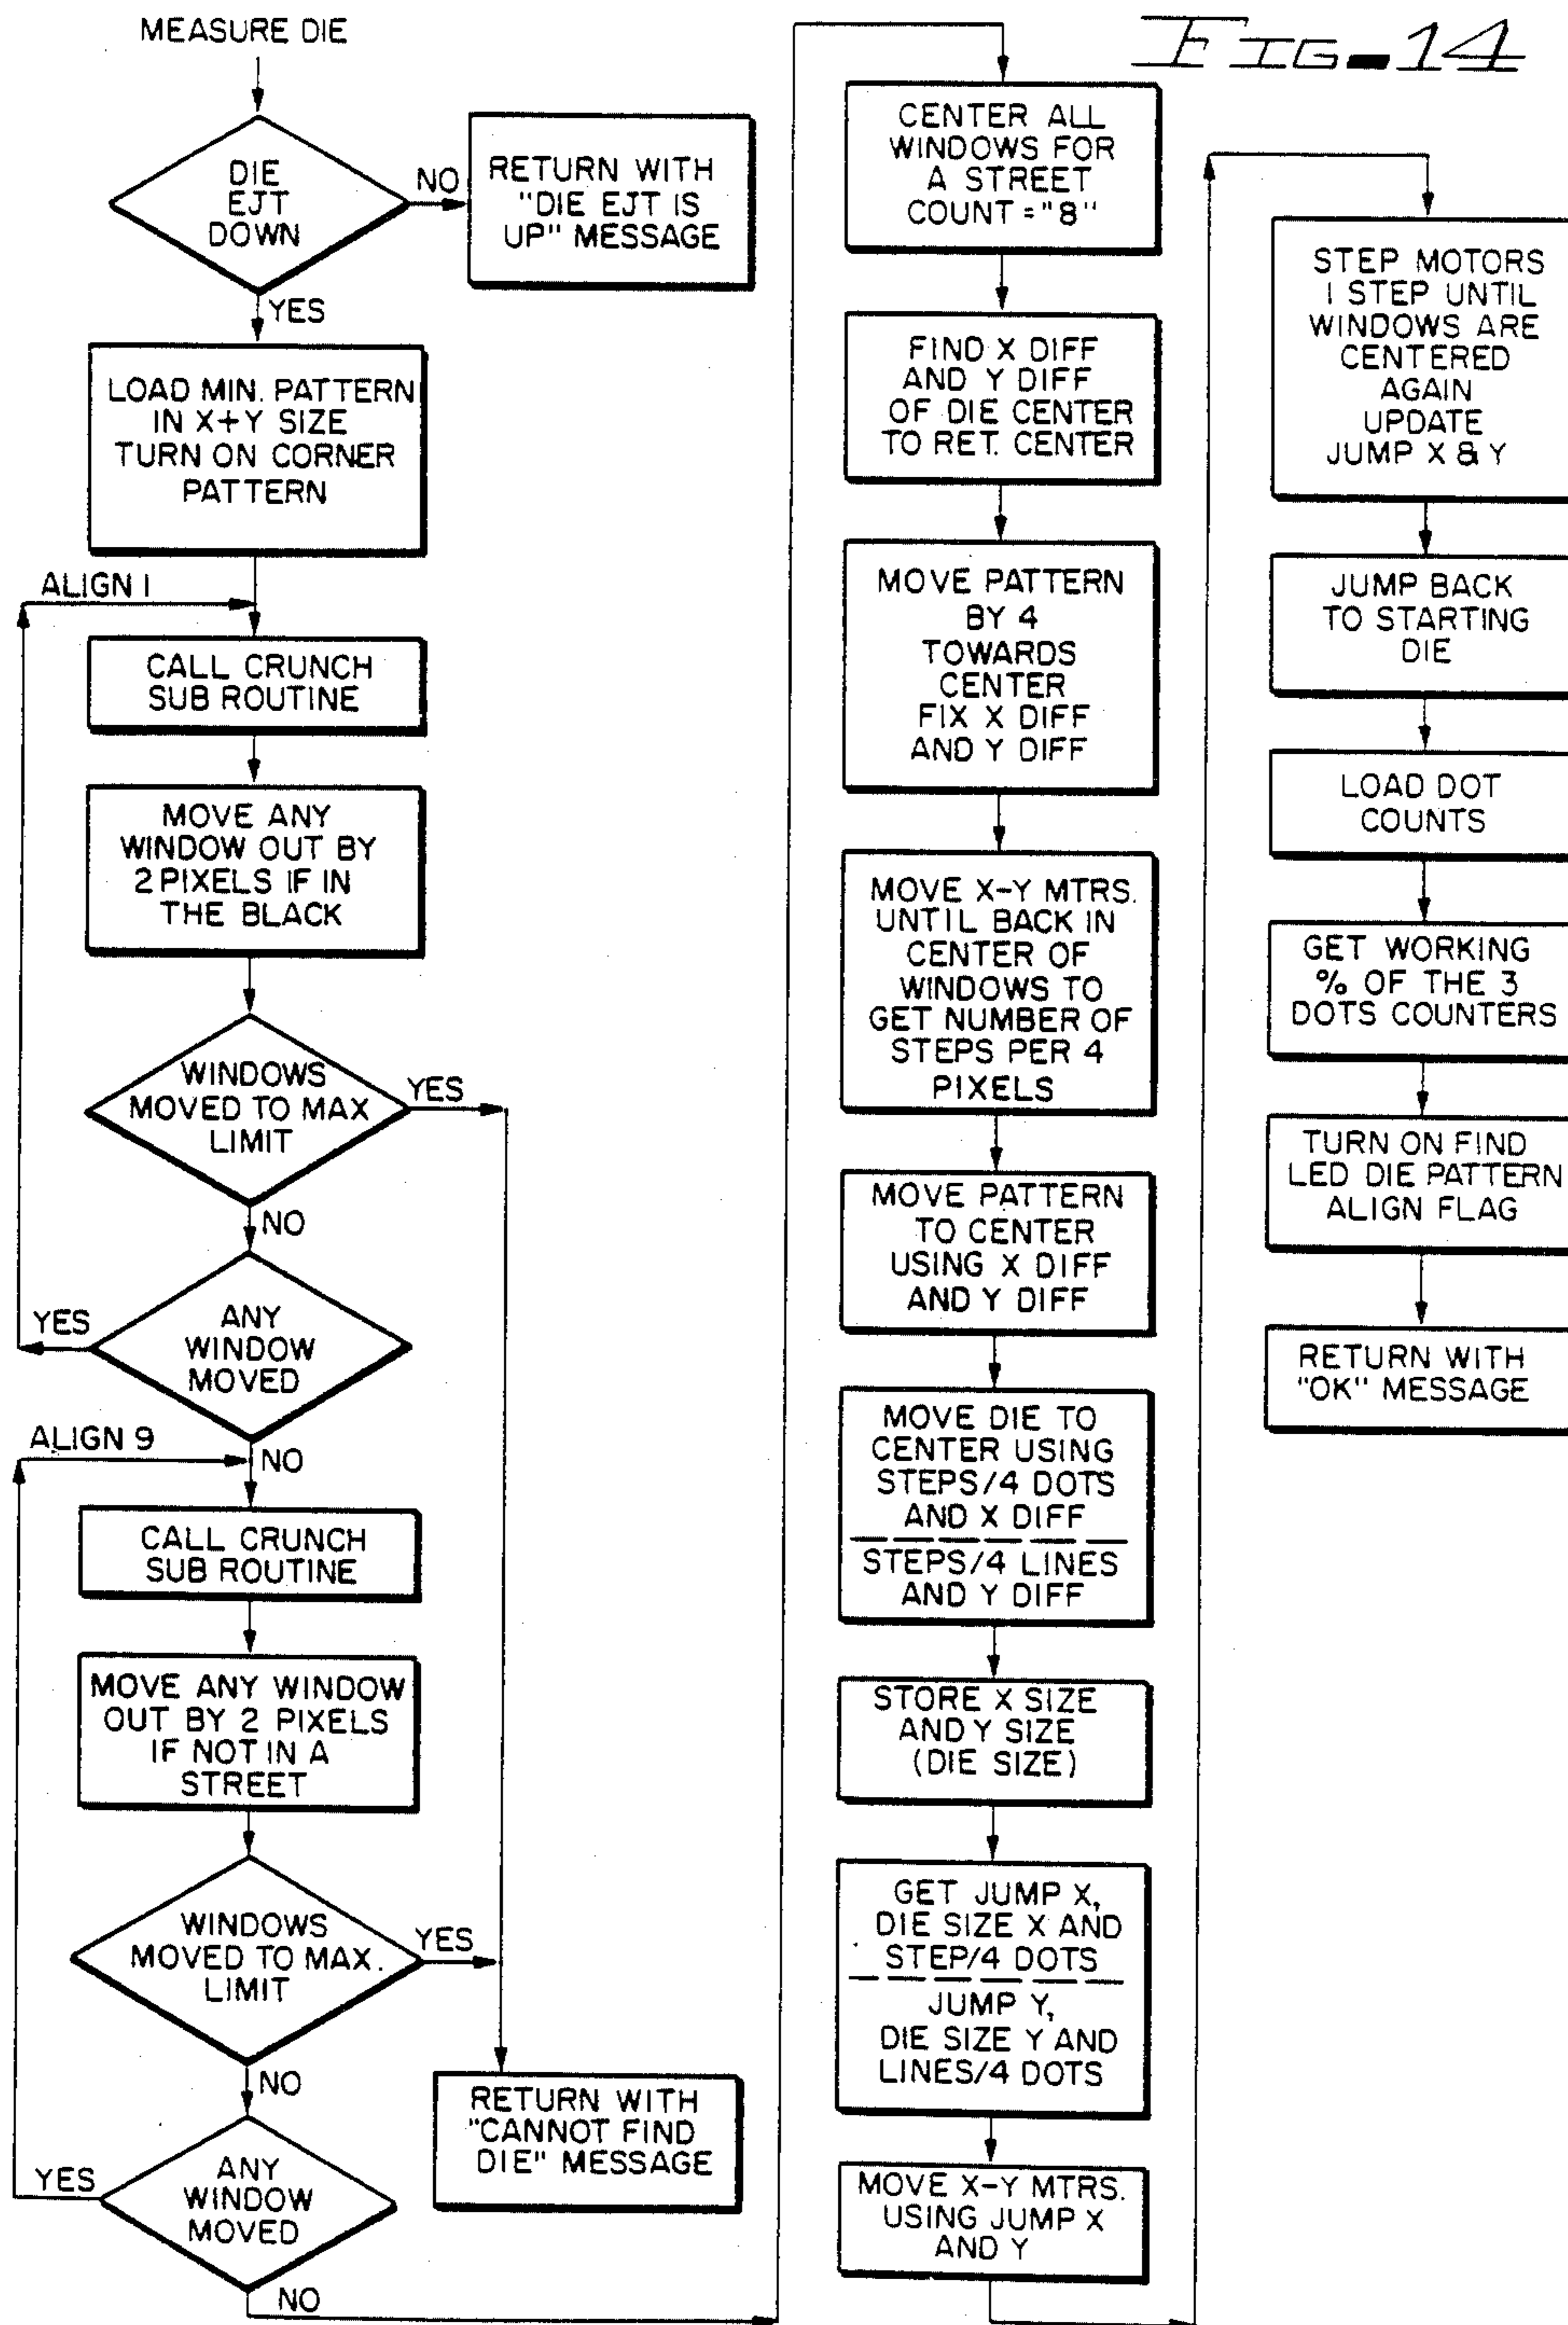 FIG-14
MEASURE DIE
DIE
EJT
DOWN
NO
RETURN WITH
"DIE EJT IS
UP" MESSAGE
YES
LOAD MIN. PATTERN
IN X+Y SIZE
TURN ON CORNER
PATTERN
ALIGN 1
CALL CRUNCH
SUB ROUTINE
MOVE ANY
WINDOW OUT BY
2 PIXELS IF IN
THE BLACK
WINDOWS
MOVED TO MAX
LIMIT
YES
NO
ANY
WINDOW
MOVED
YES
NO
ALIGN 9
CALL CRUNCH
SUB ROUTINE
MOVE ANY WINDOW
OUT BY 2 PIXELS
IF NOT IN A
STREET
WINDOWS
MOVED TO MAX.
LIMIT
YES
NO
RETURN WITH
"CANNOT FIND
DIE" MESSAGE
ANY
WINDOW
MOVED
YES
NO
CENTER ALL
WINDOWS FOR
A STREET
COUNT = "8"
FIND X DIFF
AND Y DIFF
OF DIE CENTER
TO RET. CENTER
MOVE PATTERN
BY 4
TOWARDS
CENTER
FIX X DIFF
AND Y DIFF
MOVE X-Y MTRS.
UNTIL BACK IN
CENTER OF
WINDOWS TO
GET NUMBER OF
STEPS PER 4
PIXELS
MOVE PATTERN
TO CENTER
USING X DIFF
AND Y DIFF
MOVE DIE TO
CENTER USING
STEPS/4 DOTS
AND X DIFF
STEPS/4 LINES
AND Y DIFF
STORE X SIZE
AND Y SIZE
(DIE SIZE)
GET JUMP X,
DIE SIZE X AND
STEP/4 DOTS
JUMP Y,
DIE SIZE Y AND
LINES/4 DOTS
MOVE X-Y MTRS.
USING JUMP X
AND Y
STEP MOTORS
1 STEP UNTIL
WINDOWS ARE
CENTERED
AGAIN
UPDATE
JUMP X & Y
JUMP BACK
TO STARTING
DIE
LOAD DOT
COUNTS
GET WORKING
% OF THE 3
DOTS COUNTERS
TURN ON FIND
LED DIE PATTERN
ALIGN FLAG
RETURN WITH
"OK" MESSAGE